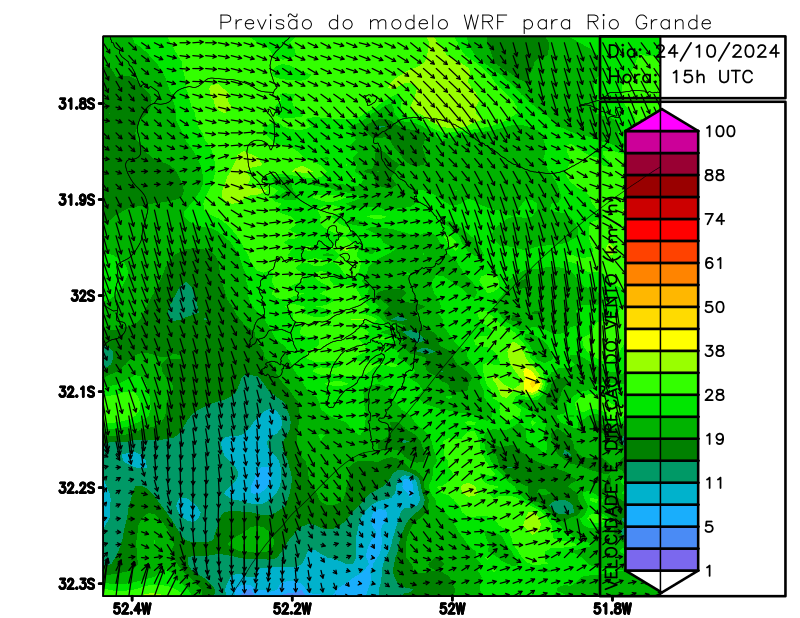 Previsão do modelo WRF para Rio Grande
Dia: 24/10/2024
Hora: 15h UTC
31.8S
31.9S
32S
32.1S
32.2S
32.3S
52.4W
52.2W
52W
51.8W
VELOCIDADE E DIREÇÃO DO VENTO (km/h)
100
88
74
61
50
38
28
19
11
5
1